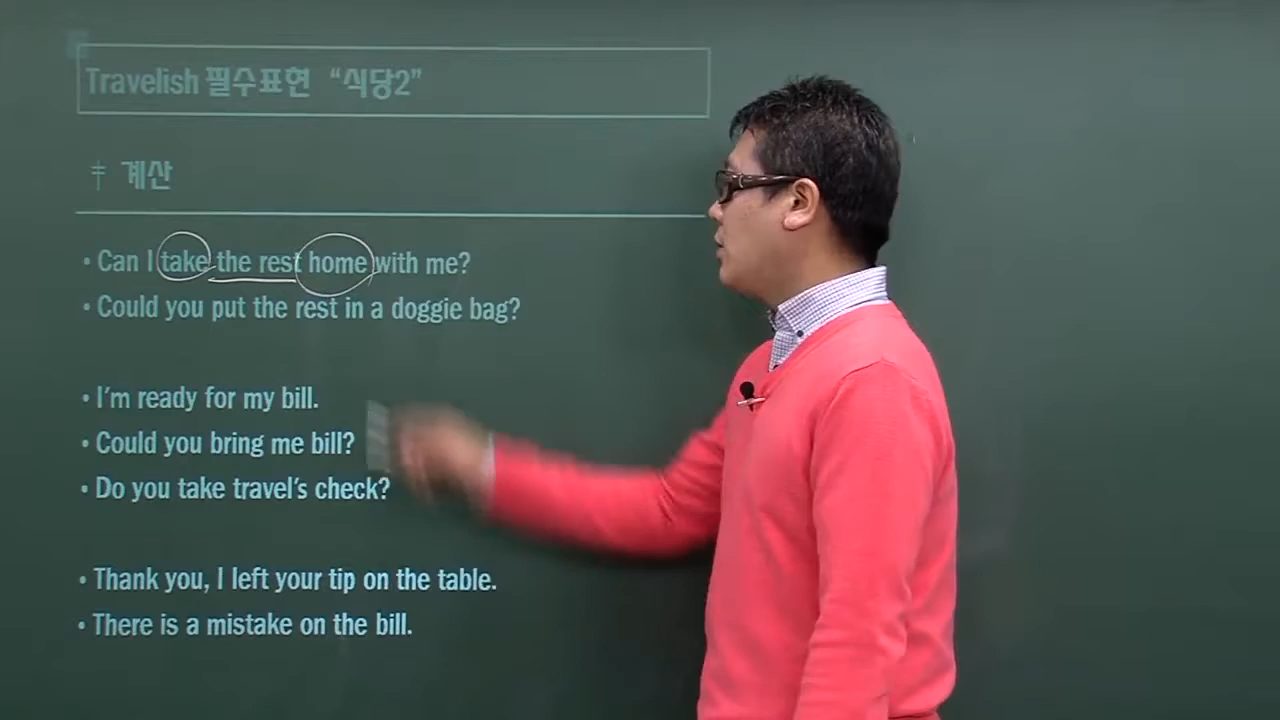 Travelish 필수표현 “식당2”
계산
• Can I take the rest home with me?
• Could you put the rest in a doggie bag?
• I'm ready for my bill.
• Could you bring me bill?
• Do you take travel's check?
• Thank you, I left your tip on the table.
• There is a mistake on the bill.